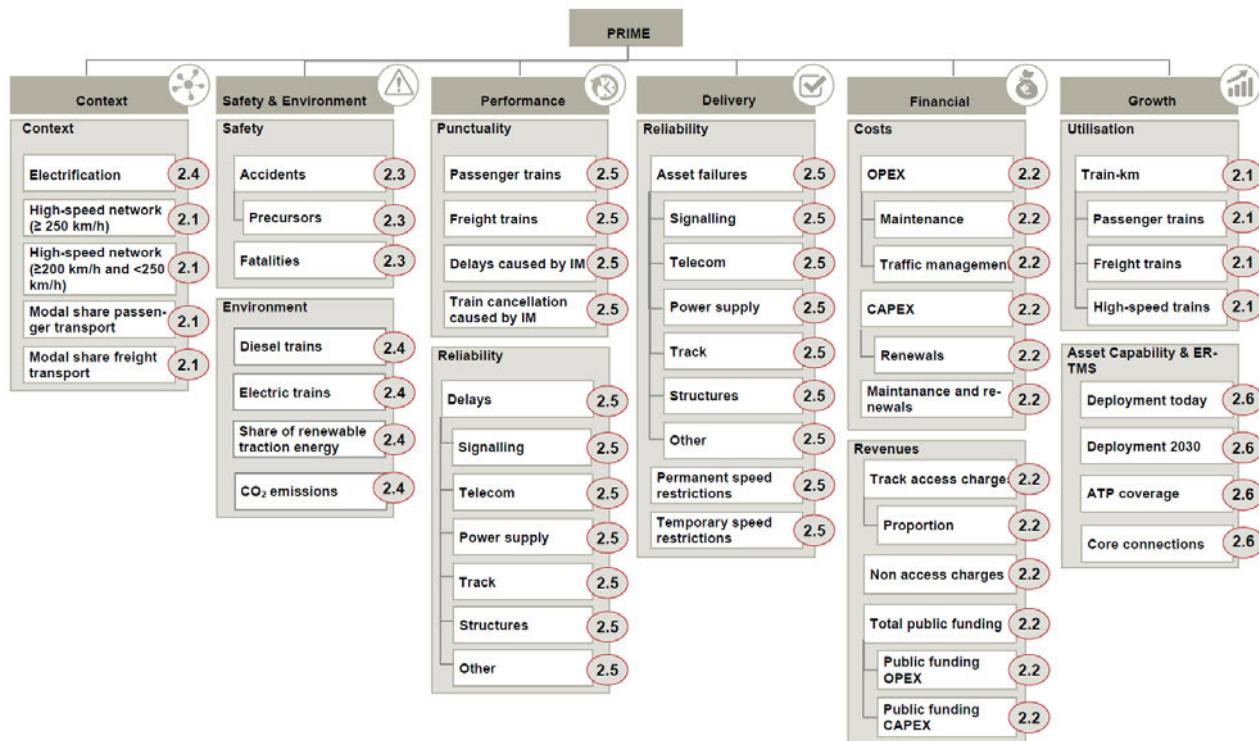 PRIME
Context
Context
Electrification
2.4
High-speed network
(≥ 250 km/h)
2.1
High-speed network
(≥200 km/h and <250
km/h)
2.1
Modal share passen-
ger transport
2.1
Modal share freight
transport
2.1
Safety & Environment
Safety
Accidents
2.3
Precursors
2.3
Fatalities
2.3
Environment
Diesel trains
2.4
Electric trains
2.4
Share of renewable
traction energy
2.4
CO₂ emissions
2.4
Performance
Punctuality
Passenger trains
2.5
Freight trains
2.5
Delays caused by IM
2.5
Train cancellation
caused by IM
2.5
Reliability
Delays
2.5
Signalling
2.5
Telecom
2.5
Power supply
2.5
Track
2.5
Structures
2.5
Other
2.5
Delivery
Reliability
Asset failures
2.5
Signalling
2.5
Telecom
2.5
Power supply
2.5
Track
2.5
Structures
2.5
Other
2.5
Permanent speed
restrictions
2.5
Temporary speed
restrictions
2.5
Financial
€
Costs
OPEX
2.2
Maintenance
2.2
Traffic management
2.2
CAPEX
2.2
Renewals
2.2
Maintanance and re-
newals
2.2
Revenues
Track access charges
2.2
Proportion
2.2
Non access charges
2.2
Total public funding
2.2
Public funding
OPEX
2.2
Public funding
CAPEX
2.2
Growth
Utilisation
Train-km
2.1
Passenger trains
2.1
Freight trains
2.1
High-speed trains
2.1
Asset Capability & ER-
TMS
Deployment today
2.6
Deployment 2030
2.6
ATP coverage
2.6
Core connections
2.6